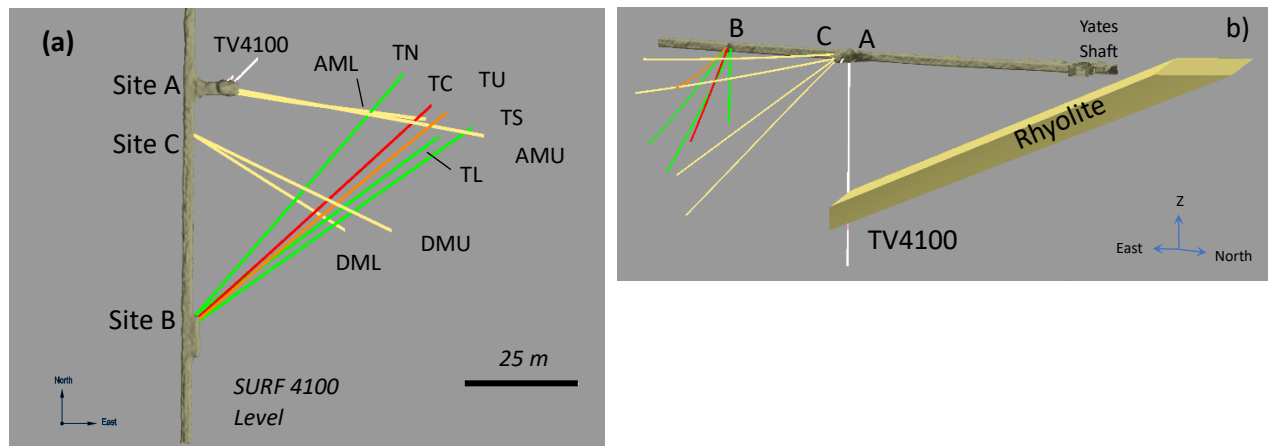 (a)
TV4100
TN
AML
TC
TU
Site A
TS
Site C
AMU
TL
DMU
DML
Site B
25 m
SURF 4100
Level
North
East
B
C
A
Yates
Shaft
b)
Rhyolite
TV4100
Z
East
North